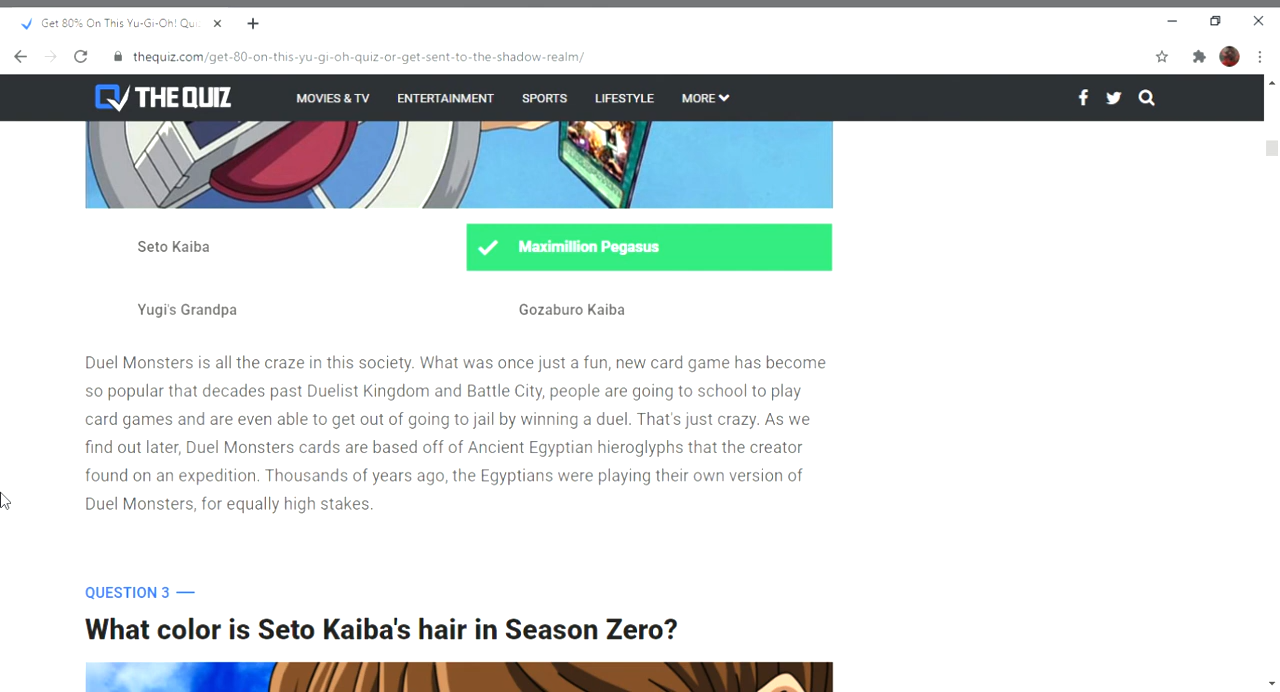 Get 80% On This Yu-Gi-Oh! Qu
thequiz.com/get-80-on-this-yu-gi-oh-quiz-or-get-sent-to-the-shadow-realm/
THE QUIZ MOVIES & TV ENTERTAINMENT SPORTS LIFESTYLE MORE
Seto Kaiba Maximillion Pegasus
Yugi's Grandpa Gozaburo Kaiba
Duel Monsters is all the craze in this society. What was once just a fun, new card game has become
so popular that decades past Duelist Kingdom and Battle City, people are going to school to play
card games and are even able to get out of going to jail by winning a duel. That's just crazy. As we
find out later, Duel Monsters cards are based off of Ancient Egyptian hieroglyphs that the creator
found on an expedition. Thousands of years ago, the Egyptians were playing their own version of
Duel Monsters, for equally high stakes.
QUESTION 3 —
What color is Seto Kaiba's hair in Season Zero?